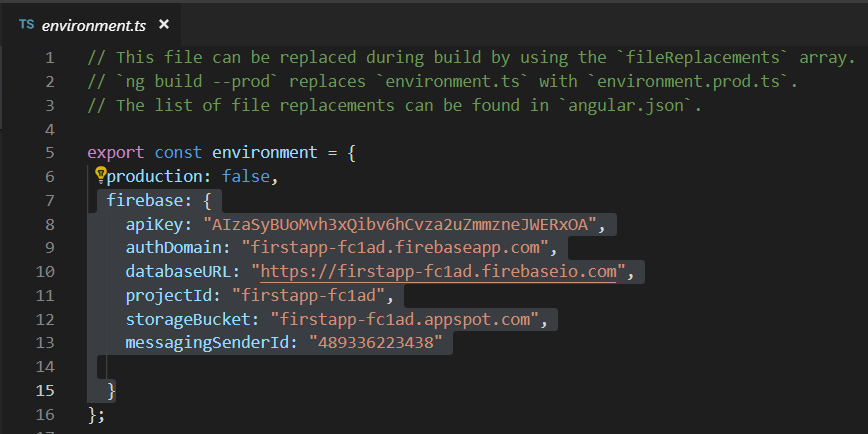 TS environment.ts ×
1 // This file can be replaced during build by using the `fileReplacements` array.
2 // `ng build --prod` replaces `environment.ts` with `environment.prod.ts`.
3 // The list of file replacements can be found in `angular.json`.
4
5 export const environment = {
6 production: false,
7 firebase: {
8 apiKey: "AIzaSyBUoMvh3xQibv6hCvza2uZmmzneJWERxOA",
9 authDomain: "firstapp-fc1ad.firebaseapp.com",
10 databaseURL: "https://firstapp-fc1ad.firebaseio.com",
11 projectId: "firstapp-fc1ad",
12 storageBucket: "firstapp-fc1ad.appspot.com",
13 messagingSenderId: "489336223438"
14
15 }
16 };